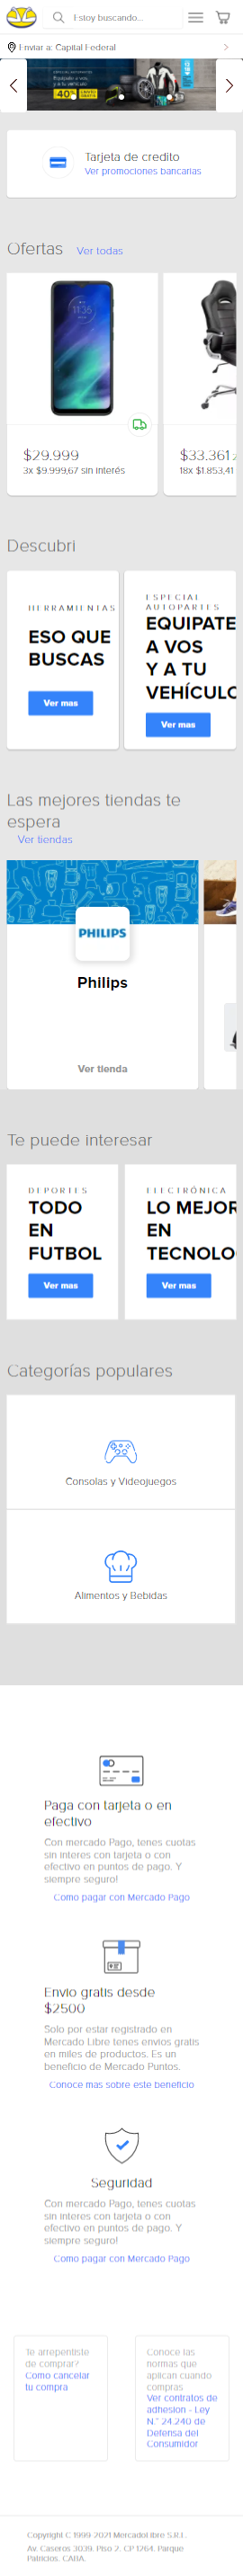 I stoy buscando...
Enviar a: Capital Federal
40%
Tarjeta de credito
Ver promociones bancarias
Ofertas Ver todas
$29.999
3x $9.999,67 sin interés
$33.361
18x $1.853,41
Descubri
HERRAMIENTAS
ESO QUE
BUSCAS
Ver mas
ESPECIAL
AUTOPARTES
EQUIPATE
A VOS
Y A TU
VEHÍCULO
Ver mas
Las mejores tiendas te
espera
Ver tiendas
PHILIPS
Philips
Ver tienda
Te puede interesar
DEPORTES
TODO
EN
FUTBOL
Ver mas
ELECTRÓNICA
LO MEJOR
EN
TECNOLO
Ver mas
Categorías populares
Consolas y Videojuegos
Alimentos y Bebidas
Paga con tarjeta o en
efectivo
Con mercado Pago, tenes cuotas
sin interes con tarjeta o con
efectivo en puntos de pago. Y
siempre seguro!
Como pagar con Mercado Pago
Envio gratis desde
$2500
Solo por estar registrado en
Mercado Libre tenes envios gratis
en miles de productos. Es un
beneficio de Mercado Puntos.
Conoce mas sobre este beneficio
Seguridad
Con mercado Pago, tenes cuotas
sin interes con tarjeta o con
efectivo en puntos de pago. Y
siempre seguro!
Como pagar con Mercado Pago
Te arrepentiste
de comprar?
Como cancelar
tu compra
Conoce las
normas que
aplican cuando
compras
Ver contratos de
adhesion - Ley
N.° 24.240 de
Defensa del
Consumidor
Copyright © 1999-2021 MercadoLibre S.R.L.
Av. Caseros 3039, Piso 2, CP 1264, Parque
Patricios, CABA.